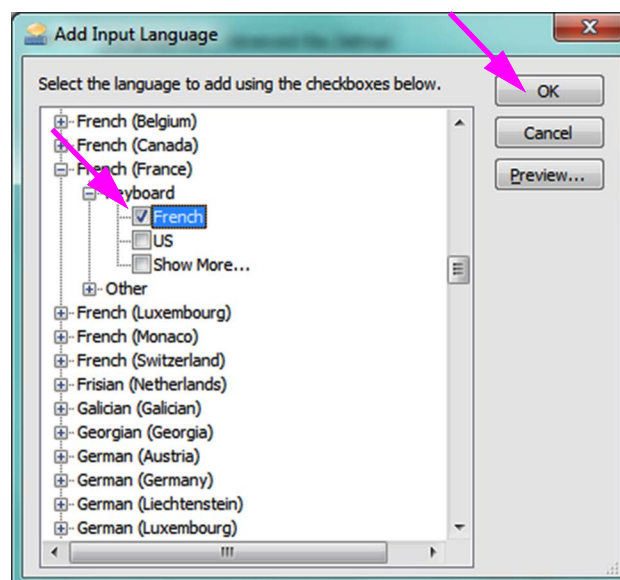 Add Input Language
Select the language to add using the checkboxes below.
OK
Cancel
Preview...
French (Belgium)
French (Canada)
French (France)
Keyboard
French
US
Show More...
Other
French (Luxembourg)
French (Monaco)
French (Switzerland)
Frisian (Netherlands)
Galician (Galician)
Georgian (Georgia)
German (Austria)
German (Germany)
German (Liechtenstein)
German (Luxembourg)